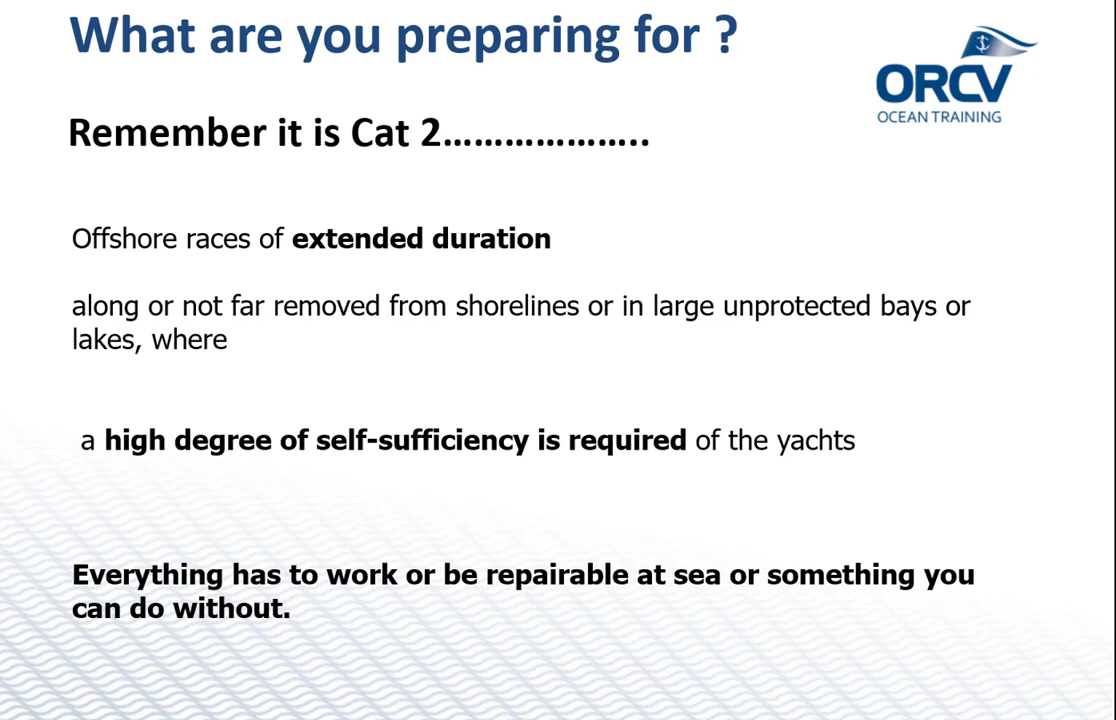 What are you preparing for ?
ORCV
OCEAN TRAINING
Remember it is Cat 2………………..
Offshore races of extended duration
along or not far removed from shorelines or in large unprotected bays or
lakes, where
a high degree of self-sufficiency is required of the yachts
Everything has to work or be repairable at sea or something you
can do without.